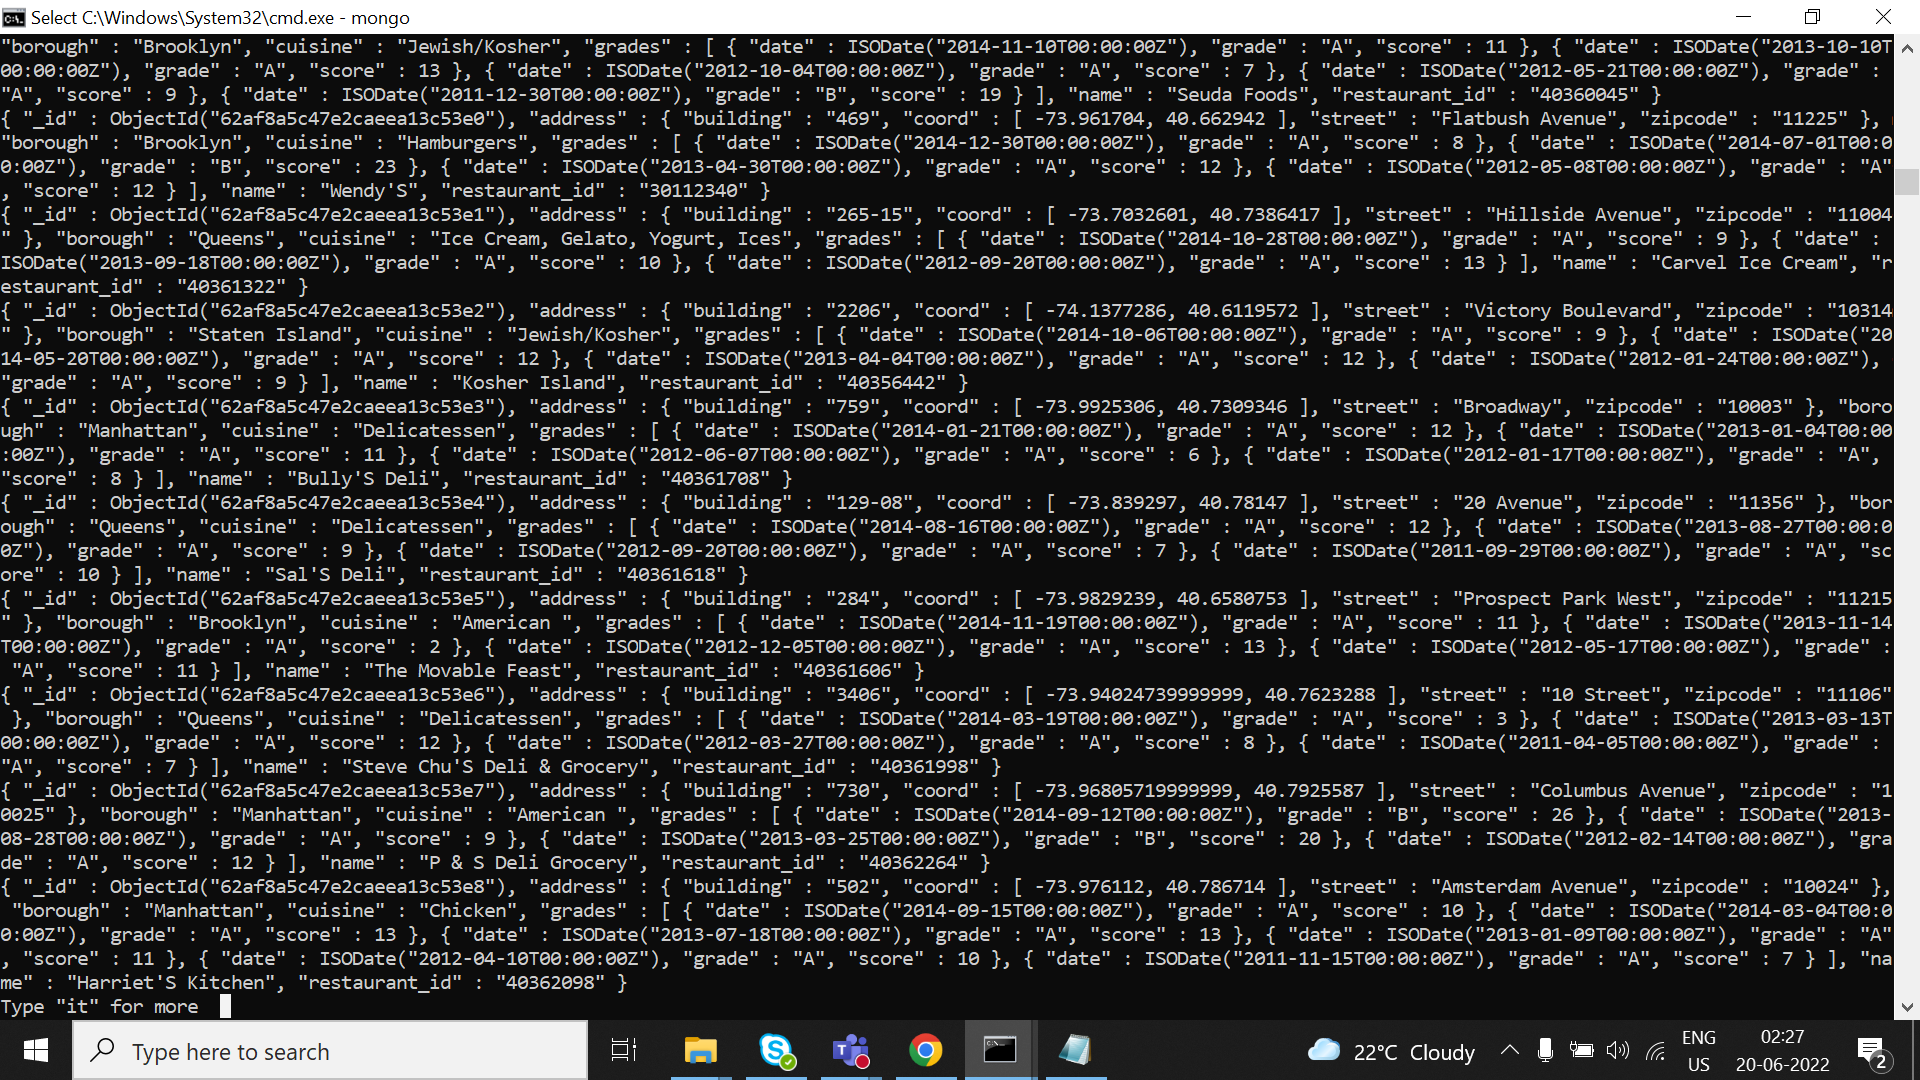 Select C:\Windows\System32\cmd.exe - mongo
"borough" : "Brooklyn", "cuisine" : "Jewish/Kosher", "grades" : [ { "date" : ISODate("2014-11-10T00:00:00Z"), "grade" : "A", "score" : 11 }, { "date" : ISODate("2013-10-10T
00:00:00Z"), "grade" : "A", "score" : 13 }, { "date" : ISODate("2012-10-04T00:00:00Z"), "grade" : "A", "score" : 7 }, { "date" : ISODate("2012-05-21T00:00:00Z"), "grade" :
"A", "score" : 9 }, { "date" : ISODate("2011-12-30T00:00:00Z"), "grade" : "B", "score" : 19 } ], "name" : "Seuda Foods", "restaurant_id" : "40360045" }
{ "_id" : ObjectId("62af8a5c47e2caeea13c53e0"), "address" : { "building" : "469", "coord" : [ -73.961704, 40.662942 ], "street" : "Flatbush Avenue", "zipcode" : "11225" },
"borough" : "Brooklyn", "cuisine" : "Hamburgers", "grades" : [ { "date" : ISODate("2014-12-30T00:00:00Z"), "grade" : "A", "score" : 8 }, { "date" : ISODate("2014-07-01T00:0
0:00Z"), "grade" : "B", "score" : 23 }, { "date" : ISODate("2013-04-30T00:00:00Z"), "grade" : "A", "score" : 12 }, { "date" : ISODate("2012-05-08T00:00:00Z"), "grade" : "A"
, "score" : 12 } ], "name" : "Wendy'S", "restaurant_id" : "30112340" }
{ "_id" : ObjectId("62af8a5c47e2caeea13c53e1"), "address" : { "building" : "265-15", "coord" : [ -73.7032601, 40.7386417 ], "street" : "Hillside Avenue", "zipcode" : "11004
" }, "borough" : "Queens", "cuisine" : "Ice Cream, Gelato, Yogurt, Ices", "grades" : [ { "date" : ISODate("2014-10-28T00:00:00Z"), "grade" : "A", "score" : 9 }, { "date" :
ISODate("2013-09-18T00:00:00Z"), "grade" : "A", "score" : 10 }, { "date" : ISODate("2012-09-20T00:00:00Z"), "grade" : "A", "score" : 13 } ], "name" : "Carvel Ice Cream", "r
estaurant_id" : "40361322" }
{ "_id" : ObjectId("62af8a5c47e2caeea13c53e2"), "address" : { "building" : "2206", "coord" : [ -74.1377286, 40.6119572 ], "street" : "Victory Boulevard", "zipcode" : "10314
" }, "borough" : "Staten Island", "cuisine" : "Jewish/Kosher", "grades" : [ { "date" : ISODate("2014-10-06T00:00:00Z"), "grade" : "A", "score" : 9 }, { "date" : ISODate("20
14-05-20T00:00:00Z"), "grade" : "A", "score" : 12 }, { "date" : ISODate("2013-04-04T00:00:00Z"), "grade" : "A", "score" : 12 }, { "date" : ISODate("2012-01-24T00:00:00Z"),
"grade" : "A", "score" : 9 } ], "name" : "Kosher Island", "restaurant_id" : "40356442" }
{ "_id" : ObjectId("62af8a5c47e2caeea13c53e3"), "address" : { "building" : "759", "coord" : [ -73.9925306, 40.7309346 ], "street" : "Broadway", "zipcode" : "10003" }, "boro
ugh" : "Manhattan", "cuisine" : "Delicatessen", "grades" : [ { "date" : ISODate("2014-01-21T00:00:00Z"), "grade" : "A", "score" : 12 }, { "date" : ISODate("2013-01-04T00:00
:00Z"), "grade" : "A", "score" : 11 }, { "date" : ISODate("2012-06-07T00:00:00Z"), "grade" : "A", "score" : 6 }, { "date" : ISODate("2012-01-17T00:00:00Z"), "grade" : "A",
"score" : 8 } ], "name" : "Bully'S Deli", "restaurant_id" : "40361708" }
{ "_id" : ObjectId("62af8a5c47e2caeea13c53e4"), "address" : { "building" : "129-08", "coord" : [ -73.839297, 40.78147 ], "street" : "20 Avenue", "zipcode" : "11356" }, "bor
ough" : "Queens", "cuisine" : "Delicatessen", "grades" : [ { "date" : ISODate("2014-08-16T00:00:00Z"), "grade" : "A", "score" : 12 }, { "date" : ISODate("2013-08-27T00:00:0
0Z"), "grade" : "A", "score" : 9 }, { "date" : ISODate("2012-09-20T00:00:00Z"), "grade" : "A", "score" : 7 }, { "date" : ISODate("2011-09-29T00:00:00Z"), "grade" : "A", "sc
ore" : 10 } ], "name" : "Sal'S Deli", "restaurant_id" : "40361618" }
{ "_id" : ObjectId("62af8a5c47e2caeea13c53e5"), "address" : { "building" : "284", "coord" : [ -73.9829239, 40.6580753 ], "street" : "Prospect Park West", "zipcode" : "11215
" }, "borough" : "Brooklyn", "cuisine" : "American ", "grades" : [ { "date" : ISODate("2014-11-19T00:00:00Z"), "grade" : "A", "score" : 11 }, { "date" : ISODate("2013-11-14
T00:00:00Z"), "grade" : "A", "score" : 2 }, { "date" : ISODate("2012-12-05T00:00:00Z"), "grade" : "A", "score" : 13 }, { "date" : ISODate("2012-05-17T00:00:00Z"), "grade" :
"A", "score" : 11 } ], "name" : "The Movable Feast", "restaurant_id" : "40361606" }
{ "_id" : ObjectId("62af8a5c47e2caeea13c53e6"), "address" : { "building" : "3406", "coord" : [ -73.94024739999999, 40.7623288 ], "street" : "10 Street", "zipcode" : "11106"
}, "borough" : "Queens", "cuisine" : "Delicatessen", "grades" : [ { "date" : ISODate("2014-03-19T00:00:00Z"), "grade" : "A", "score" : 3 }, { "date" : ISODate("2013-03-13T
00:00:00Z"), "grade" : "A", "score" : 12 }, { "date" : ISODate("2012-03-27T00:00:00Z"), "grade" : "A", "score" : 8 }, { "date" : ISODate("2011-04-05T00:00:00Z"), "grade" :
"A", "score" : 7 } ], "name" : "Steve Chu'S Deli & Grocery", "restaurant_id" : "40361998" }
{ "_id" : ObjectId("62af8a5c47e2caeea13c53e7"), "address" : { "building" : "730", "coord" : [ -73.96805719999999, 40.7925587 ], "street" : "Columbus Avenue", "zipcode" : "1
0025" }, "borough" : "Manhattan", "cuisine" : "American ", "grades" : [ { "date" : ISODate("2014-09-12T00:00:00Z"), "grade" : "B", "score" : 26 }, { "date" : ISODate("2013-
08-28T00:00:00Z"), "grade" : "A", "score" : 9 }, { "date" : ISODate("2013-03-25T00:00:00Z"), "grade" : "B", "score" : 20 }, { "date" : ISODate("2012-02-14T00:00:00Z"), "gra
de" : "A", "score" : 12 } ], "name" : "P & S Deli Grocery", "restaurant_id" : "40362264" }
{ "_id" : ObjectId("62af8a5c47e2caeea13c53e8"), "address" : { "building" : "502", "coord" : [ -73.976112, 40.786714 ], "street" : "Amsterdam Avenue", "zipcode" : "10024" },
"borough" : "Manhattan", "cuisine" : "Chicken", "grades" : [ { "date" : ISODate("2014-09-15T00:00:00Z"), "grade" : "A", "score" : 10 }, { "date" : ISODate("2014-03-04T00:0
0:00Z"), "grade" : "A", "score" : 13 }, { "date" : ISODate("2013-07-18T00:00:00Z"), "grade" : "A", "score" : 13 }, { "date" : ISODate("2013-01-09T00:00:00Z"), "grade" : "A"
, "score" : 11 }, { "date" : ISODate("2012-04-10T00:00:00Z"), "grade" : "A", "score" : 10 }, { "date" : ISODate("2011-11-15T00:00:00Z"), "grade" : "A", "score" : 7 } ], "na
me" : "Harriet'S Kitchen", "restaurant_id" : "40362098" }
Type "it" for more
Type here to search
22°C Cloudy
ENG
US
02:27
20-06-2022
2